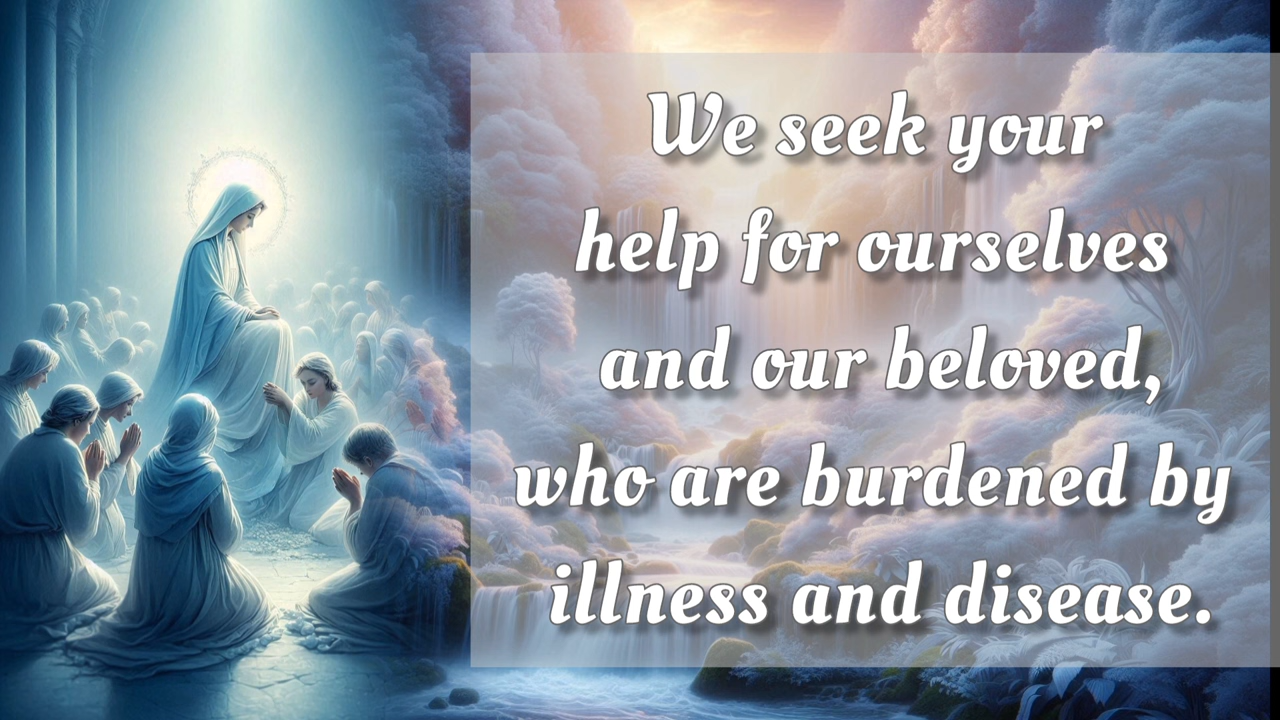 We seek your
help for ourselves
and our beloved,
who are burdened by
illness and disease.